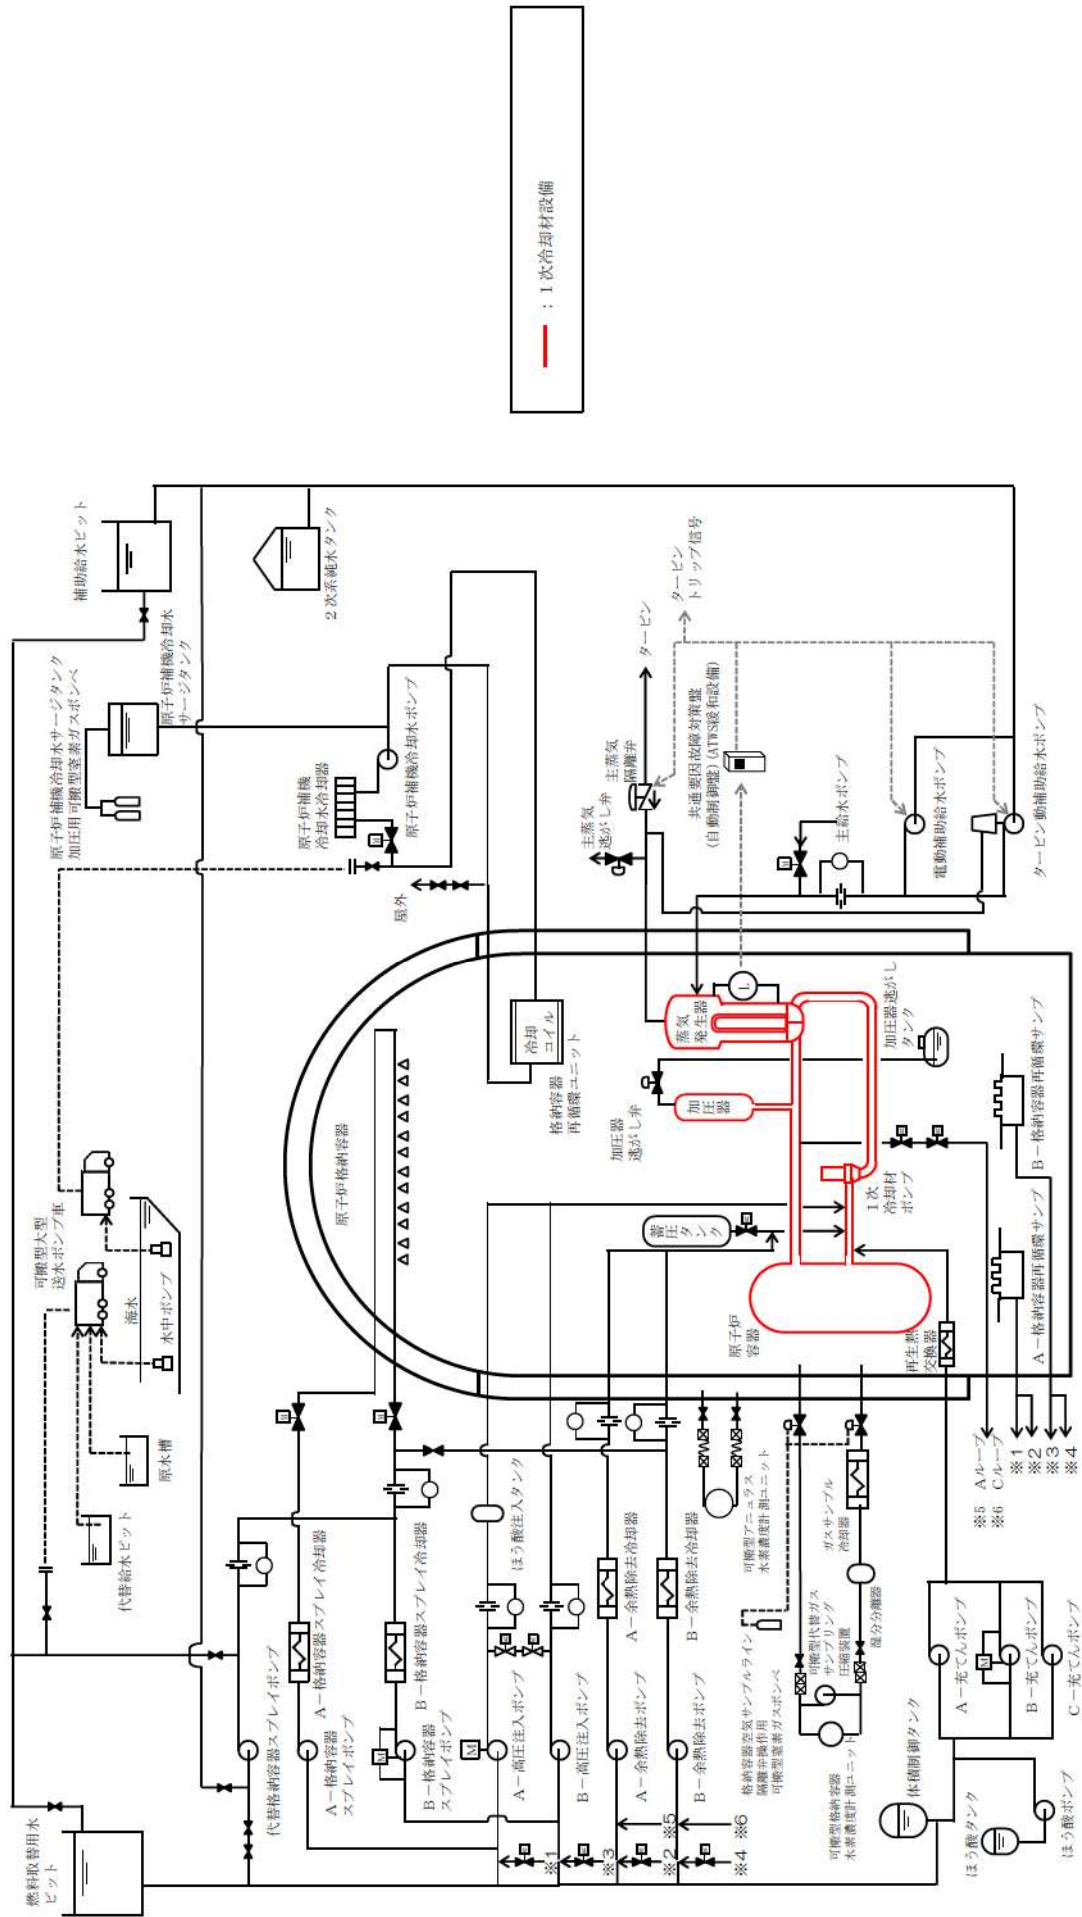 ：１次冷却材設備
燃料取替用水
ピット
代替給水ピット
原水槽
可搬型大型
送水ポンプ車
海水
水中ポンプ
原子炉補機冷却水サージタンク
加圧用可搬型窒素ガスボンベ
原子炉補機冷却水
サージタンク
補助給水ピット
２次系純水タンク
代替格納容器スプレイポンプ
Ａ－格納容器
スプレイポンプ
Ａ－格納容器スプレイ冷却器
Ｂ－格納容器
スプレイポンプ
Ｂ－格納容器スプレイ冷却器
原子炉格納容器
原子炉補機
冷却水冷却器
原子炉補機冷却水ポンプ
屋外
冷却
コイル
格納容器
再循環ユニット
Ａ－高圧注入ポンプ
ほう酸注入タンク
Ｂ－高圧注入ポンプ
Ａ－余熱除去ポンプ
Ａ－余熱除去冷却器
Ｂ－余熱除去ポンプ
Ｂ－余熱除去冷却器
※1
※3
※2
※5
※4
※6
蓄圧
タンク
加圧器
逃がし弁
加圧器
蒸気
発生器
L
主蒸気
逃がし弁
主蒸気
隔離弁
タービン
タービン
トリップ信号
共通要因故障対策盤
(自動制御盤)(ATWS緩和設備)
主給水ポンプ
電動補助給水ポンプ
タービン動補助給水ポンプ
加圧器逃がし
タンク
１次
冷却材
ポンプ
原子炉
容器
再生熱
交換器
可搬型アニュラス
水素濃度計測ユニット
格納容器空気サンプルライン
隔離弁操作用
可搬型窒素ガスボンベ
可搬型代替ガス
サンプリング
圧縮装置
ガスサンプル
冷却器
湿分分離器
可搬型格納容器
水素濃度計測ユニット
Ａ－格納容器再循環サンプ
Ｂ－格納容器再循環サンプ
※5　Aループ
※6　Cループ
※1
※2
※3
※4
体積制御タンク
ほう酸タンク
ほう酸ポンプ
Ａ－充てんポンプ
M
Ｂ－充てんポンプ
Ｃ－充てんポンプ